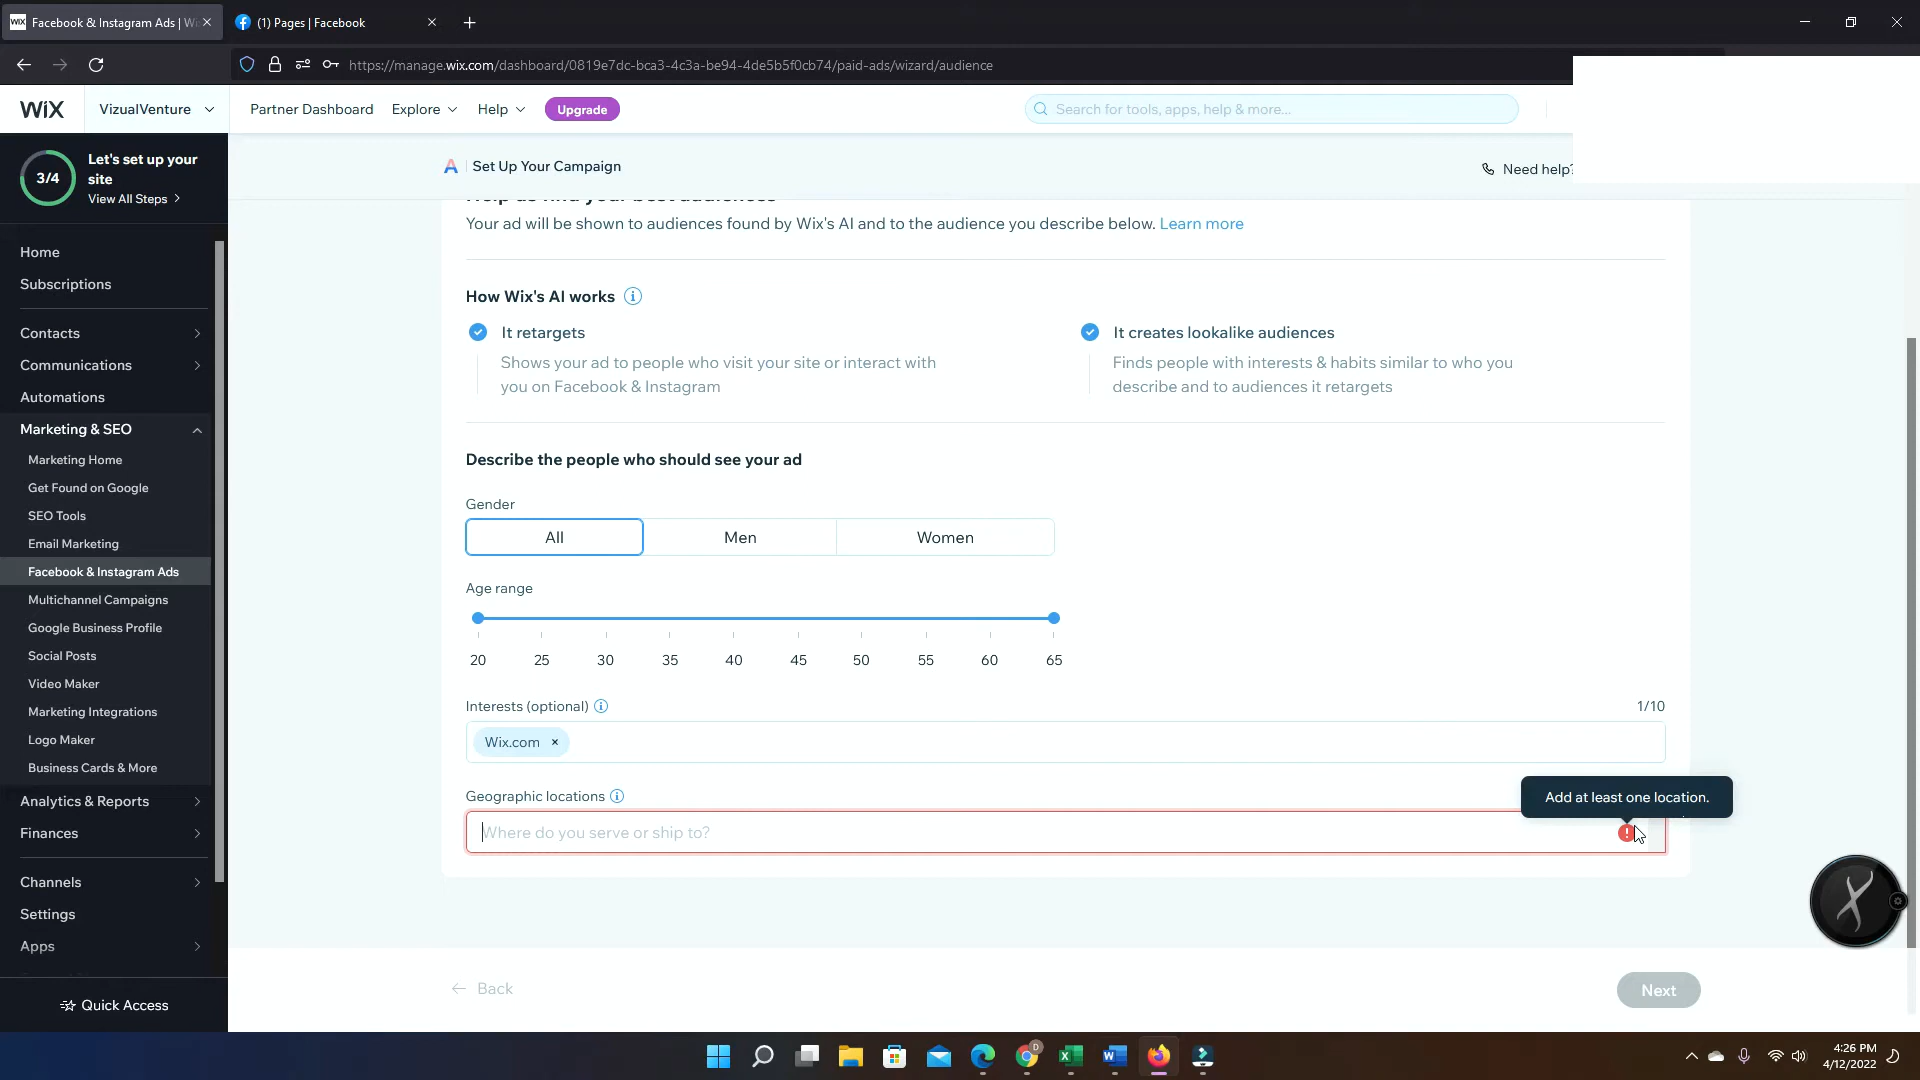 WiX Facebook & Instagram Ads | Wi
(1) Pages | Facebook
https://manage.wix.com/dashboard/0819e7dc-bca3-4c3a-be94-4de5b5f0cb74/paid-ads/wizard/audience
WiX
VizualVenture
Partner Dashboard
Explore
Help
Upgrade
Search for tools, apps, help & more...
3/4
Let's set up your
site
View All Steps
Set Up Your Campaign
Need help?
Home
Subscriptions
Contacts
Communications
Automations
Marketing & SEO
Marketing Home
Get Found on Google
SEO Tools
Email Marketing
Facebook & Instagram Ads
Multichannel Campaigns
Google Business Profile
Social Posts
Video Maker
Marketing Integrations
Logo Maker
Business Cards & More
Analytics & Reports
Finances
Channels
Settings
Apps
Quick Access
Help us find your best audiences
Your ad will be shown to audiences found by Wix's AI and to the audience you describe below. Learn more
How Wix's AI works
It retargets
Shows your ad to people who visit your site or interact with
you on Facebook & Instagram
It creates lookalike audiences
Finds people with interests & habits similar to who you
describe and to audiences it retargets
Describe the people who should see your ad
Gender
All
Men
Women
Age range
20 25 30 35 40 45 50 55 60 65
Interests (optional)
1/10
Wix.com ×
Geographic locations
Add at least one location.
Where do you serve or ship to?
Back
Next
4:26 PM
4/12/2022